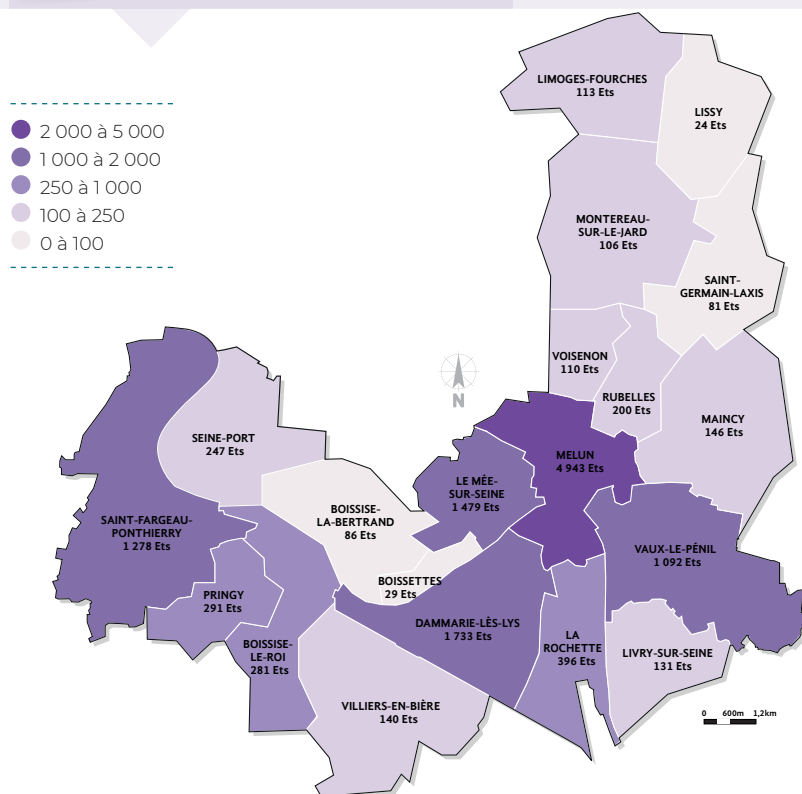 2 000 à 5 000
1 000 à 2 000
250 à 1 000
100 à 250
0 à 100
LIMOGES-FOURCHES
113 Ets
LISSY
24 Ets
MONTEREAU-
SUR-LE-JARD
106 Ets
SAINT-
GERMAIN-LAXIS
81 Ets
VOISENON
110 Ets
RUBELLES
200 Ets
MAINCY
146 Ets
N
SEINE-PORT
247 Ets
MELUN
4 943 Ets
LE MÉE-
SUR-SEINE
1 479 Ets
BOISSISE-
LA-BERTRAND
86 Ets
SAINT-FARGEAU-
PONTHIERRY
1 278 Ets
VAUX-LE-PÉNIL
1 092 Ets
BOISSETTES
29 Ets
PRINGY
291 Ets
DAMMARIE-LÈS-LYS
1 733 Ets
BOISSISE-
LE-ROI
281 Ets
LA
ROCHETTE
396 Ets
LIVRY-SUR-SEINE
131 Ets
VILLIERS-EN-BIÈRE
140 Ets
0 600m 1,2km